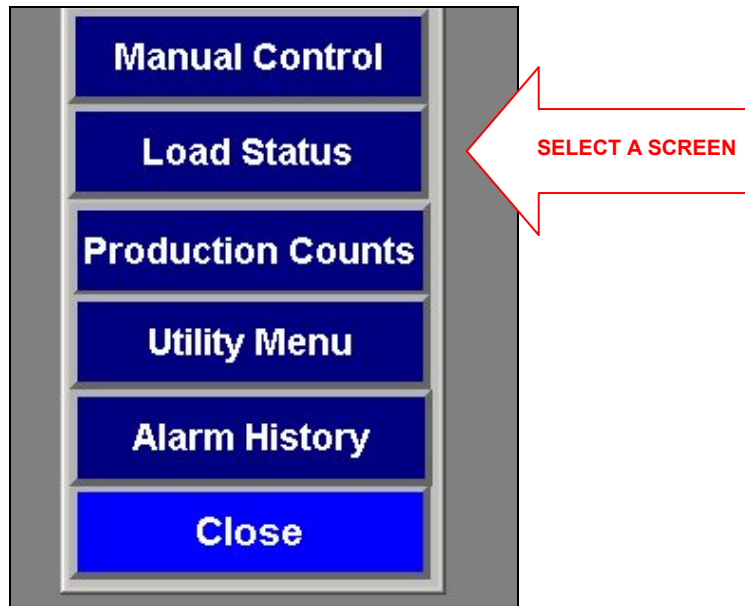 Manual Control
Load Status
SELECT A SCREEN
Production Counts
Utility Menu
Alarm History
Close